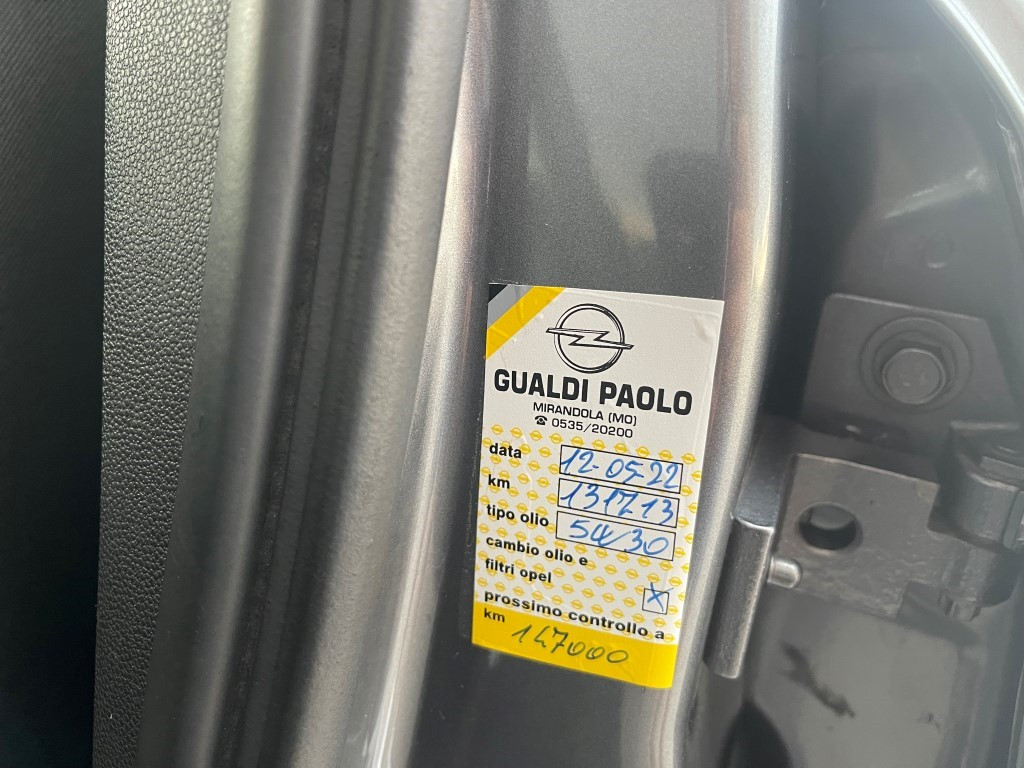 GUALDI PAOLO
MIRANDOLA (MO)
☎ 0535/20200
data 12-05-22
km 131713
tipo olio 5W30
cambio olio e
filtri opel X
prossimo controllo a
km 147000